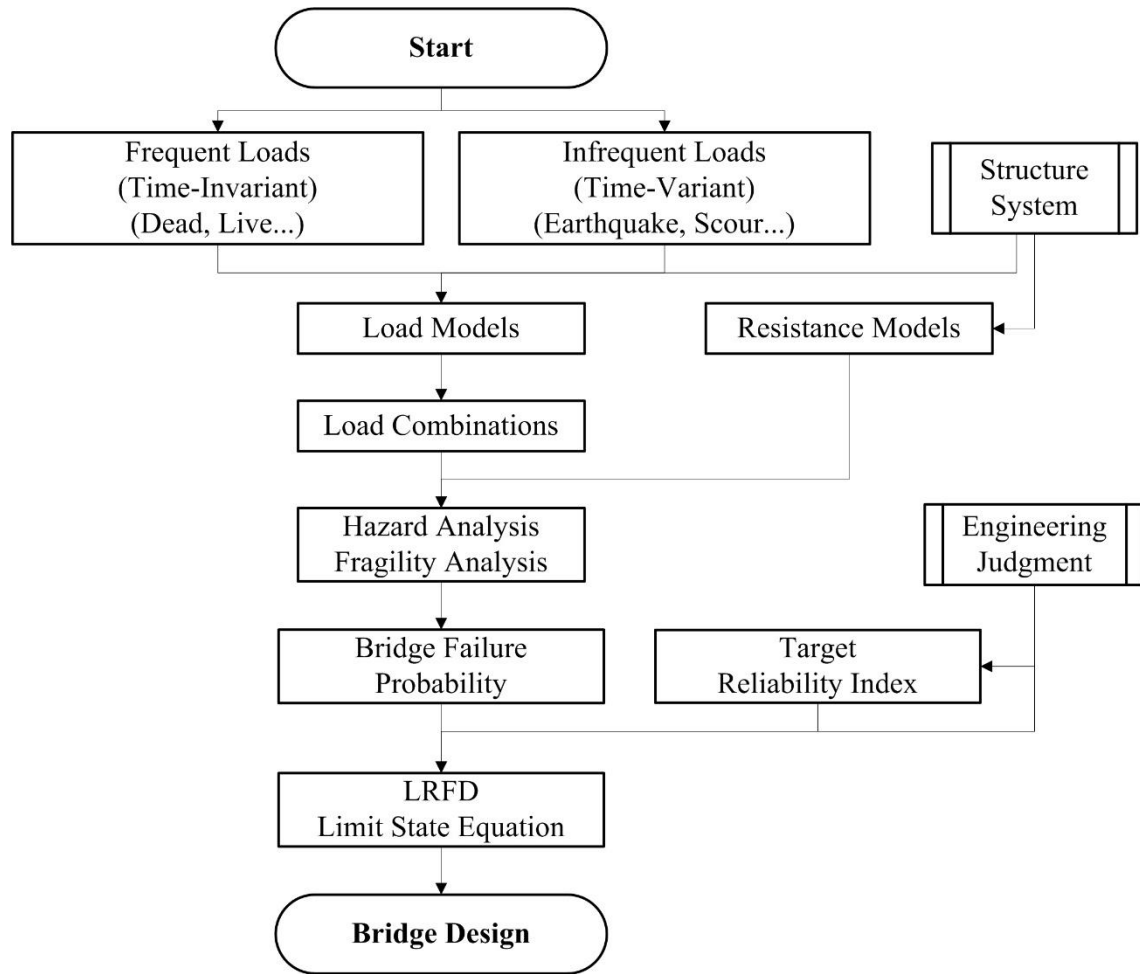 Start
Frequent Loads
(Time-Invariant)
(Dead, Live...)
Infrequent Loads
(Time-Variant)
(Earthquake, Scour...)
Structure
System
Load Models
Resistance Models
Load Combinations
Hazard Analysis
Fragility Analysis
Engineering
Judgment
Bridge Failure
Probability
Target
Reliability Index
LRFD
Limit State Equation
Bridge Design